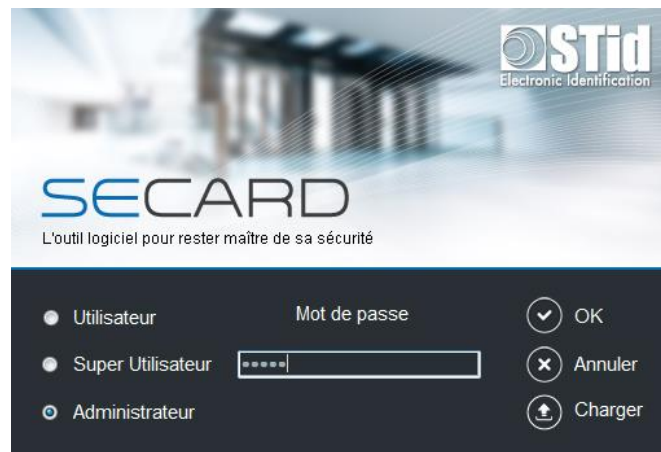 STid
Electronic Identification
SECARD
L'outil logiciel pour rester maître de sa sécurité
Utilisateur
Mot de passe
OK
Super Utilisateur
•••••
Annuler
Administrateur
Charger